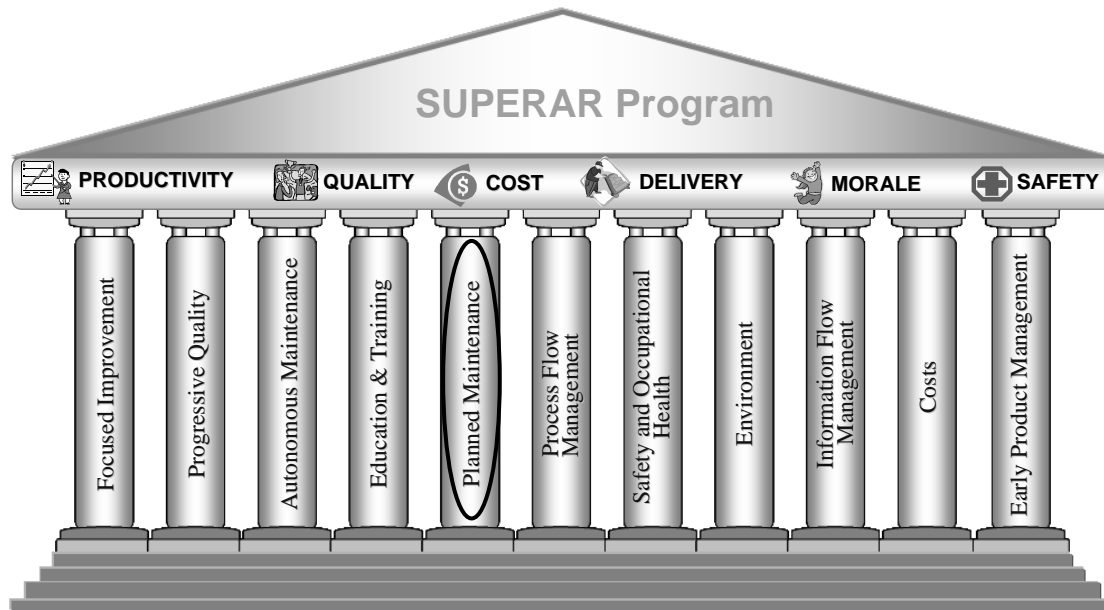 SUPERAR Program
PRODUCTIVITY
QUALITY
COST
DELIVERY
MORALE
SAFETY
Focused Improvement
Progressive Quality
Autonomous Maintenance
Education & Training
Planned Maintenance
Process Flow
Management
Safety and Occupational
Health
Environment
Information Flow
Management
Costs
Early Product Management
$